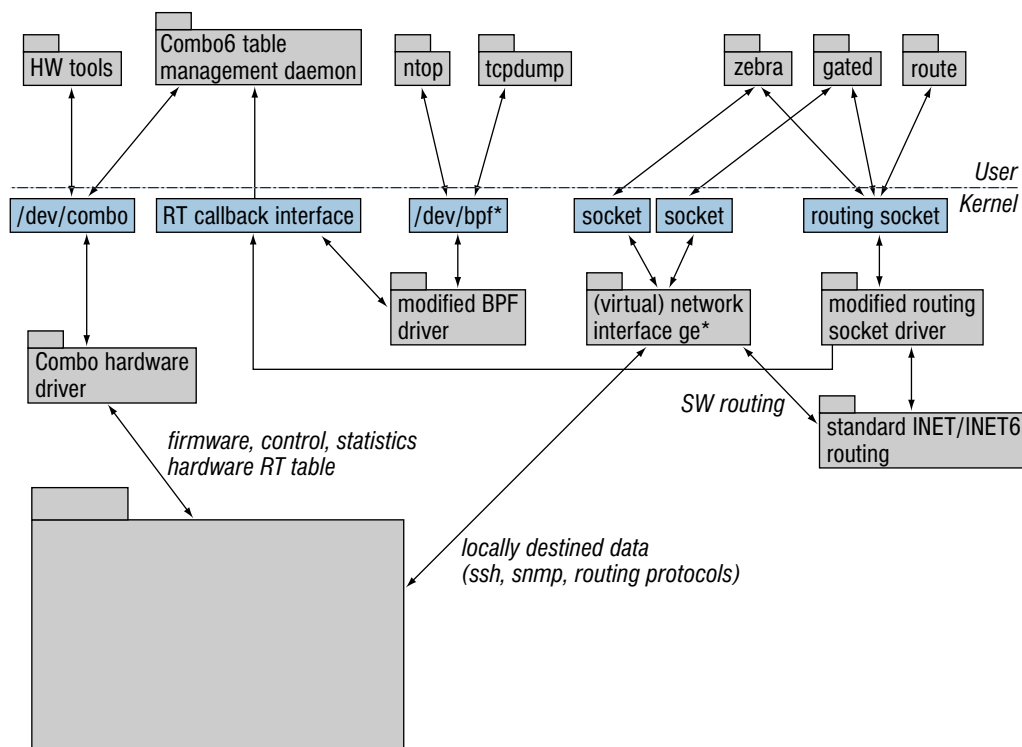 HW tools
Combo6 table
management daemon
ntop
tcpdump
zebra
gated
route
User
Kernel
/dev/combo
RT callback interface
/dev/bpf*
socket
socket
routing socket
modified BPF
driver
(virtual) network
interface ge*
modified routing
socket driver
Combo hardware
driver
SW routing
standard INET/INET6
routing
firmware, control, statistics
hardware RT table
locally destined data
(ssh, snmp, routing protocols)